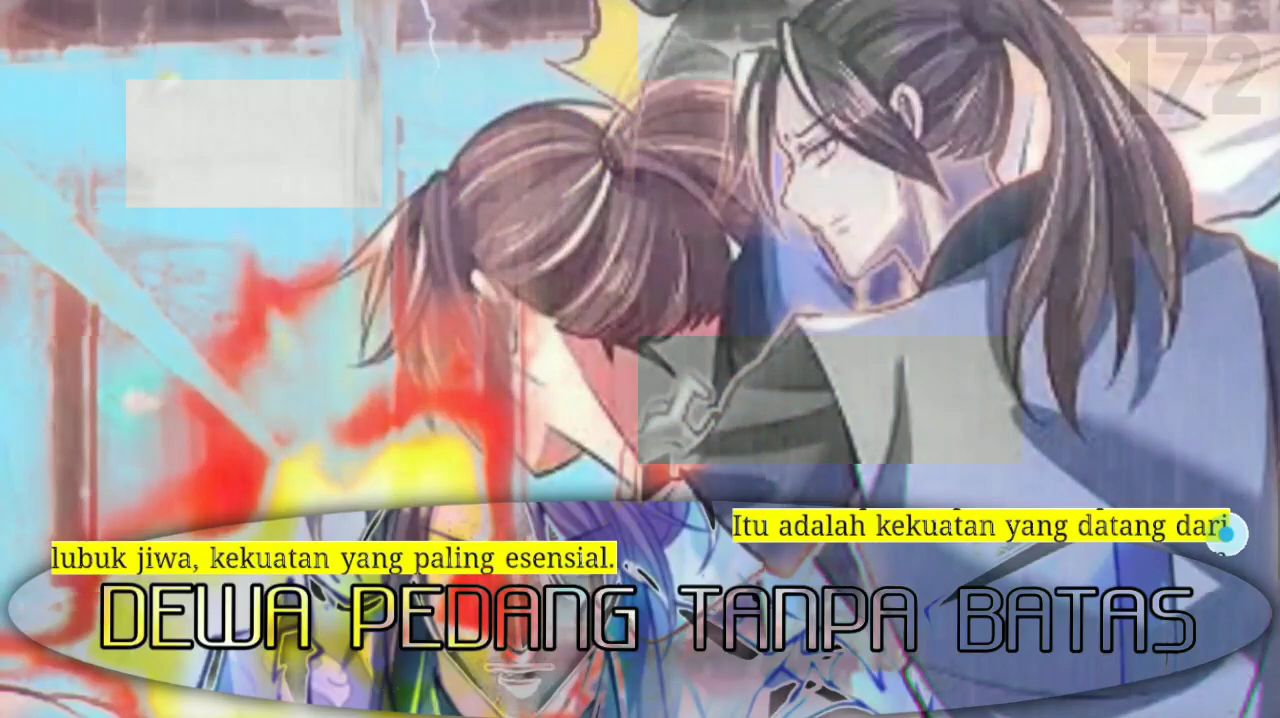 172
Itu adalah kekuatan yang datang dari
lubuk jiwa, kekuatan yang paling esensial.
DEWA PEDANG TANPA BATAS